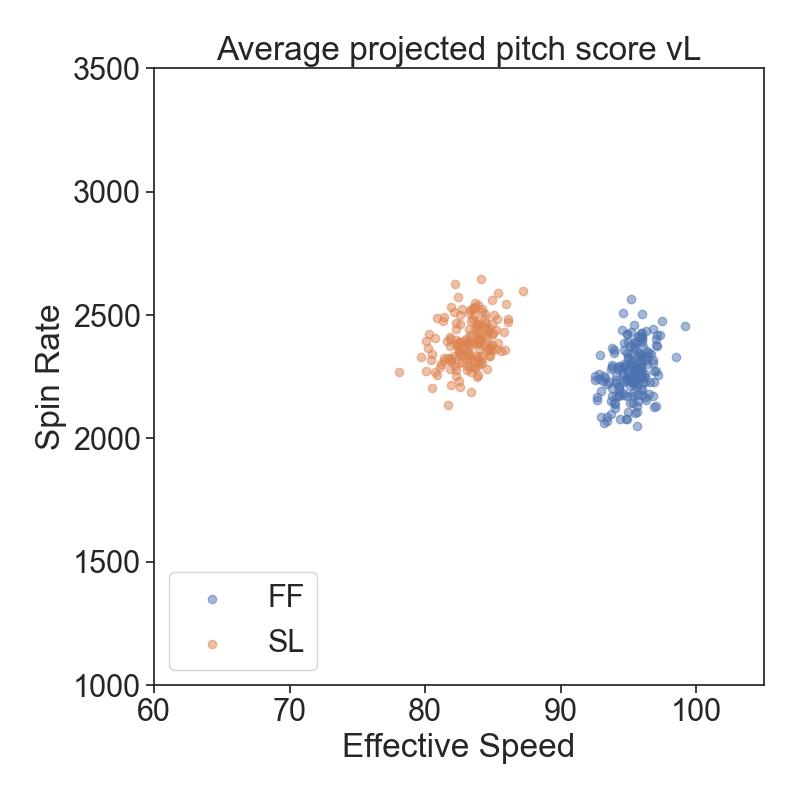 Average projected pitch score vL
3500
3000
2500
2000
1500
1000
Spin Rate
FF
SL
60 70 80 90 100
Effective Speed